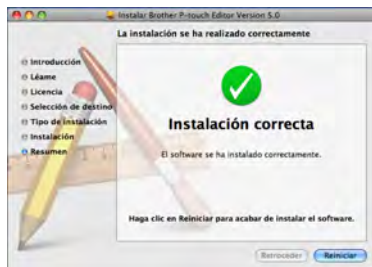 Instalar Brother P-touch Editor Version 5.0
La instalación se ha realizado correctamente
Introducción
Léame
Licencia
Selección de destino
Tipo de instalación
Instalación
Resumen
Instalación correcta
El software se ha instalado correctamente.
Haga clic en Reiniciar para acabar de instalar el software.
Retroceder
Reiniciar